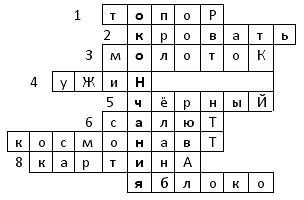 1 топоР
2 кровать
3 молотоК
4 уЖиН
5 чёрныЙ
6 салюТ
космонавТ
8 картинА
яблоко